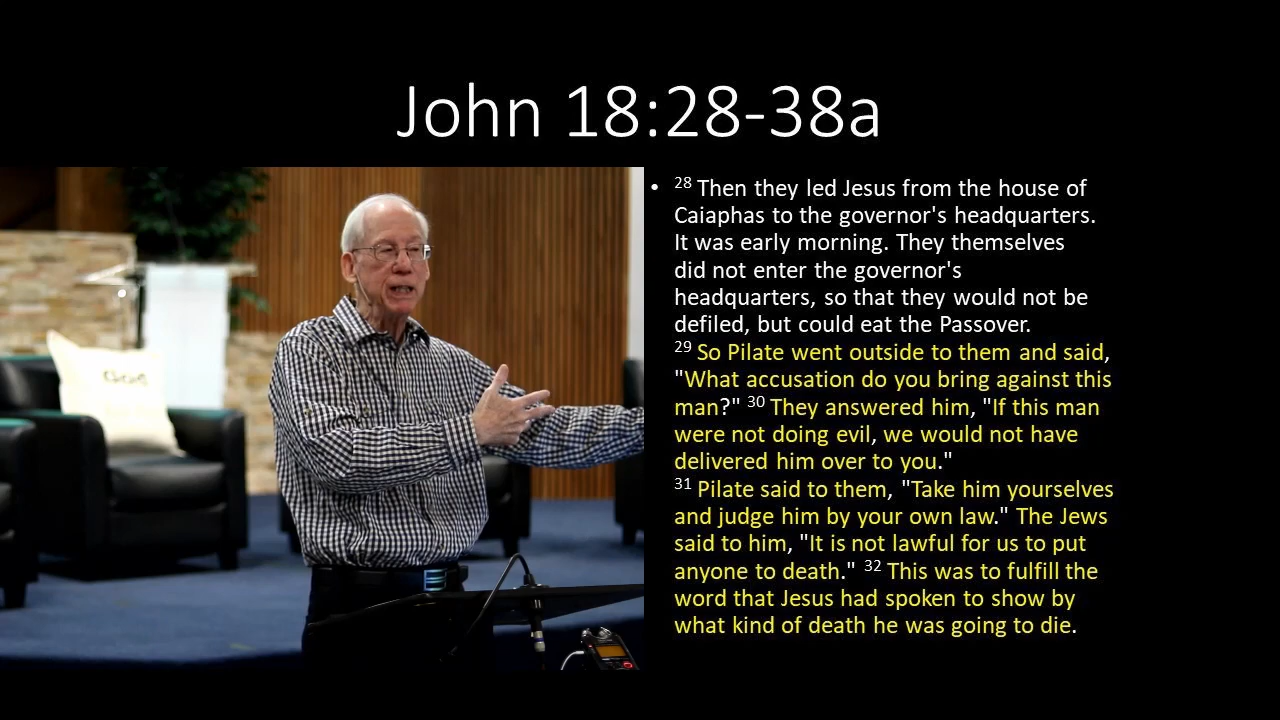 John 18:28-38a
• 28 Then they led Jesus from the house of
Caiaphas to the governor's headquarters.
It was early morning. They themselves
did not enter the governor's
headquarters, so that they would not be
defiled, but could eat the Passover.
29 So Pilate went outside to them and said,
"What accusation do you bring against this
man?" 30 They answered him, "If this man
were not doing evil, we would not have
delivered him over to you."
31 Pilate said to them, "Take him yourselves
and judge him by your own law." The Jews
said to him, "It is not lawful for us to put
anyone to death." 32 This was to fulfill the
word that Jesus had spoken to show by
what kind of death he was going to die.